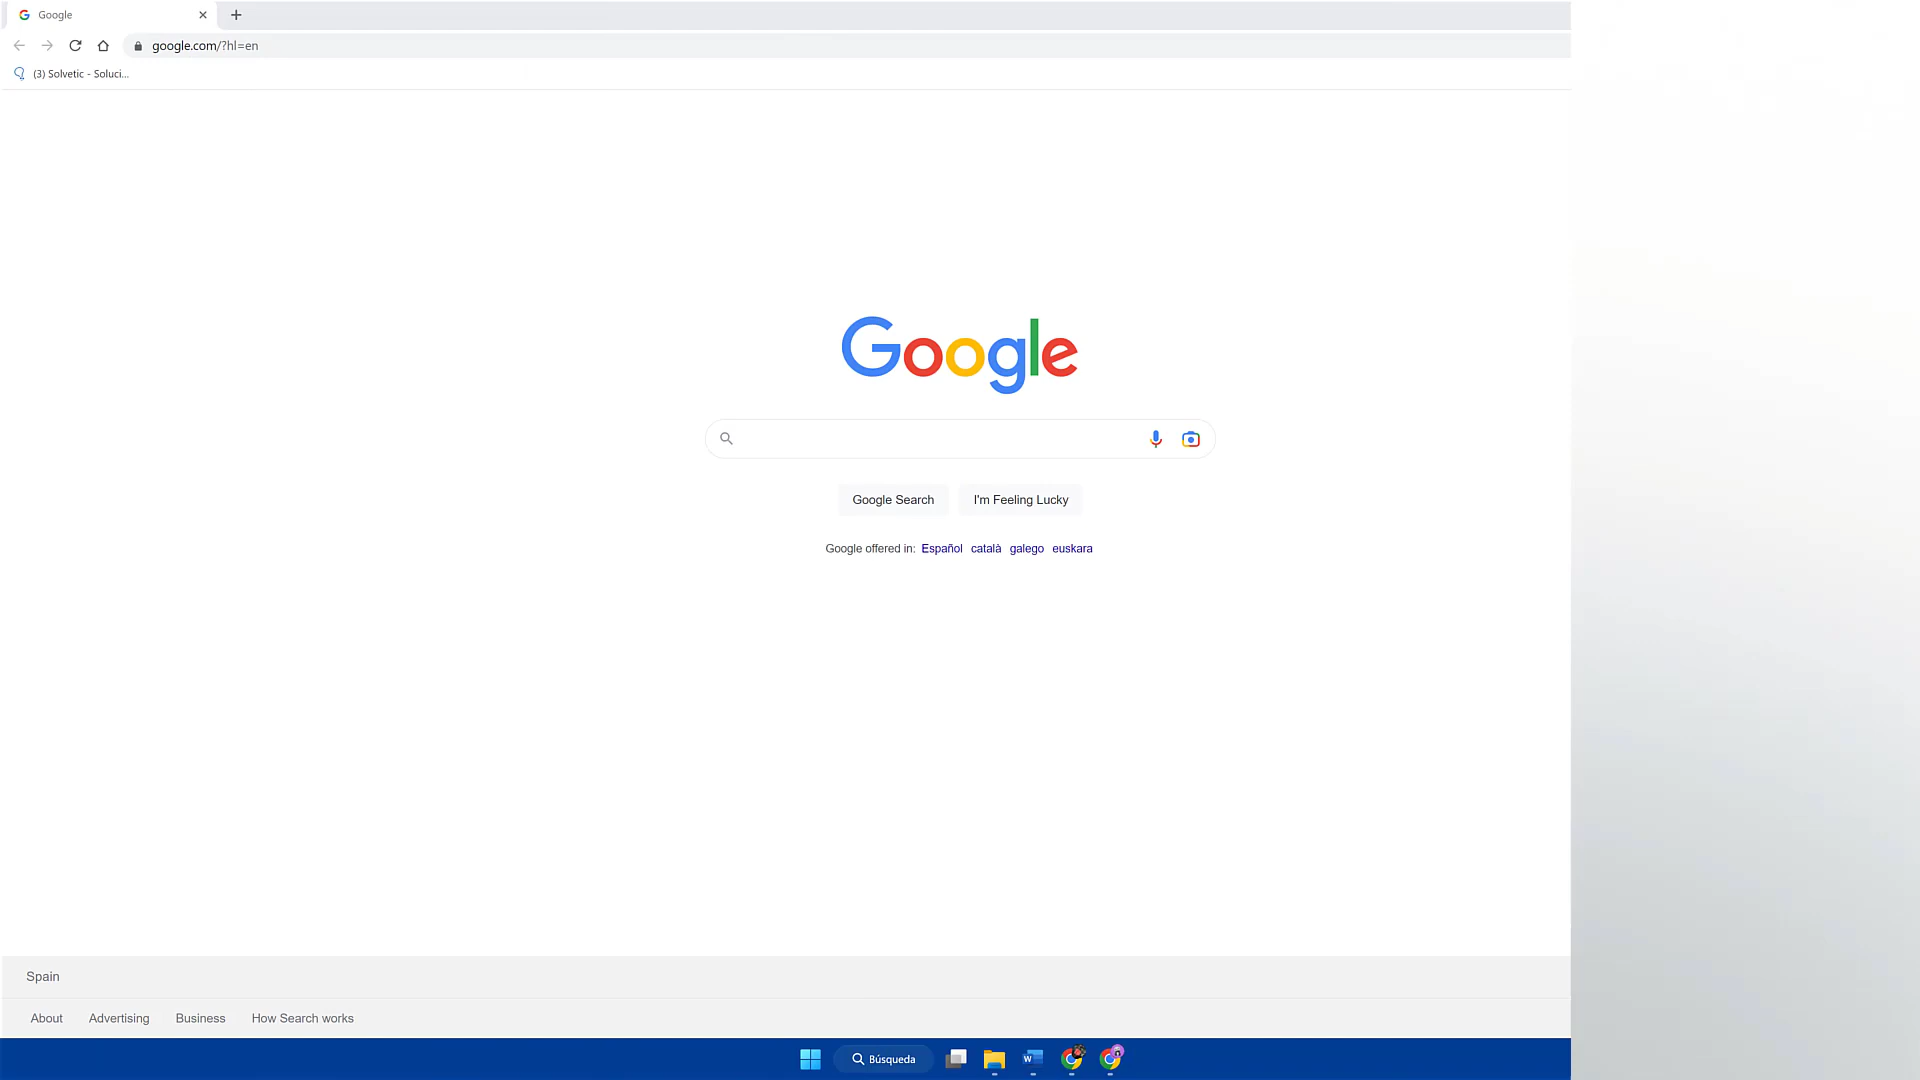 Google
google.com/?hl=en
(3) Solvetic - Soluci...
Google
Google Search
I'm Feeling Lucky
Google offered in: Español català galego euskara
Spain
About Advertising Business How Search works
Búsqueda